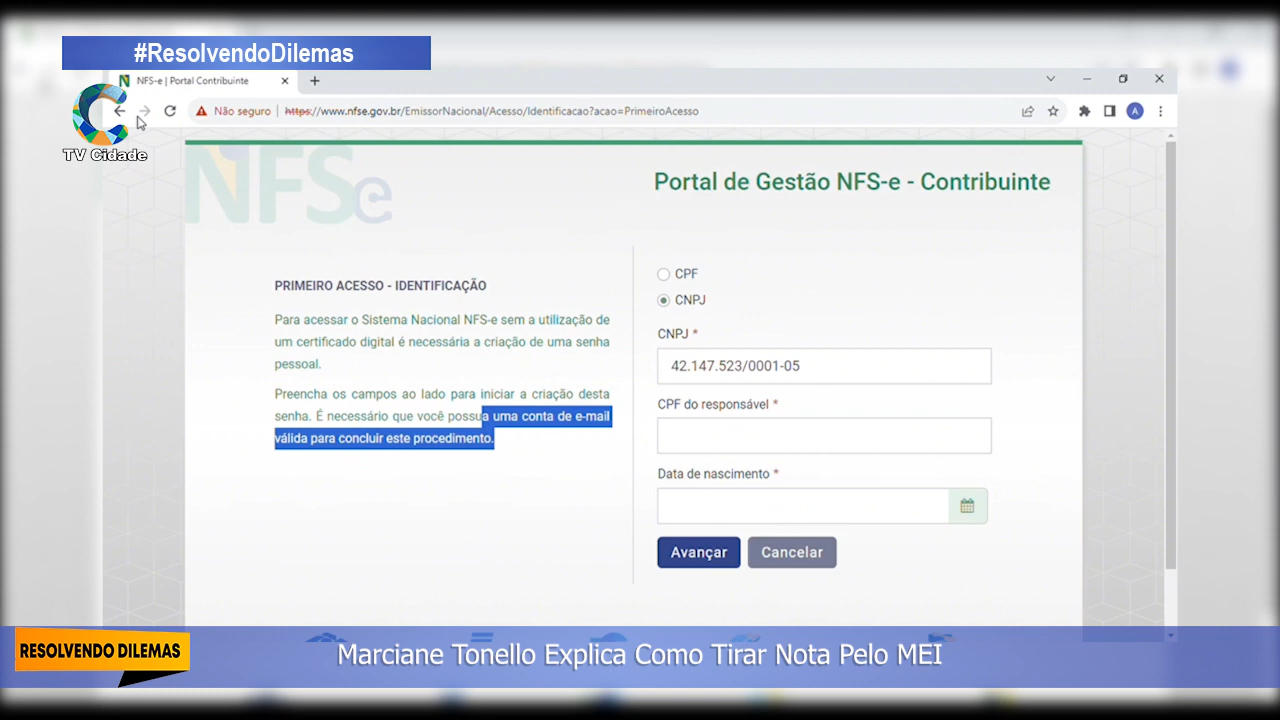 #ResolvendoDilemas
NFS-e | Portal Contribuinte
Não seguro | https://www.nfse.gov.br/EmissorNacional/Acesso/Identificacao?acao=PrimeiroAcesso
A
TV Cidade
NFSe
Portal de Gestão NFS-e - Contribuinte
PRIMEIRO ACESSO - IDENTIFICAÇÃO
Para acessar o Sistema Nacional NFS-e sem a utilização de
um certificado digital é necessária a criação de uma senha
pessoal.
Preencha os campos ao lado para iniciar a criação desta
senha. É necessário que você possua uma conta de e-mail
válida para concluir este procedimento.
CPF
CNPJ
CNPJ *
42.147.523/0001-05
CPF do responsável *
Data de nascimento *
Avançar
Cancelar
RESOLVENDO DILEMAS
Marciane Tonello Explica Como Tirar Nota Pelo MEI